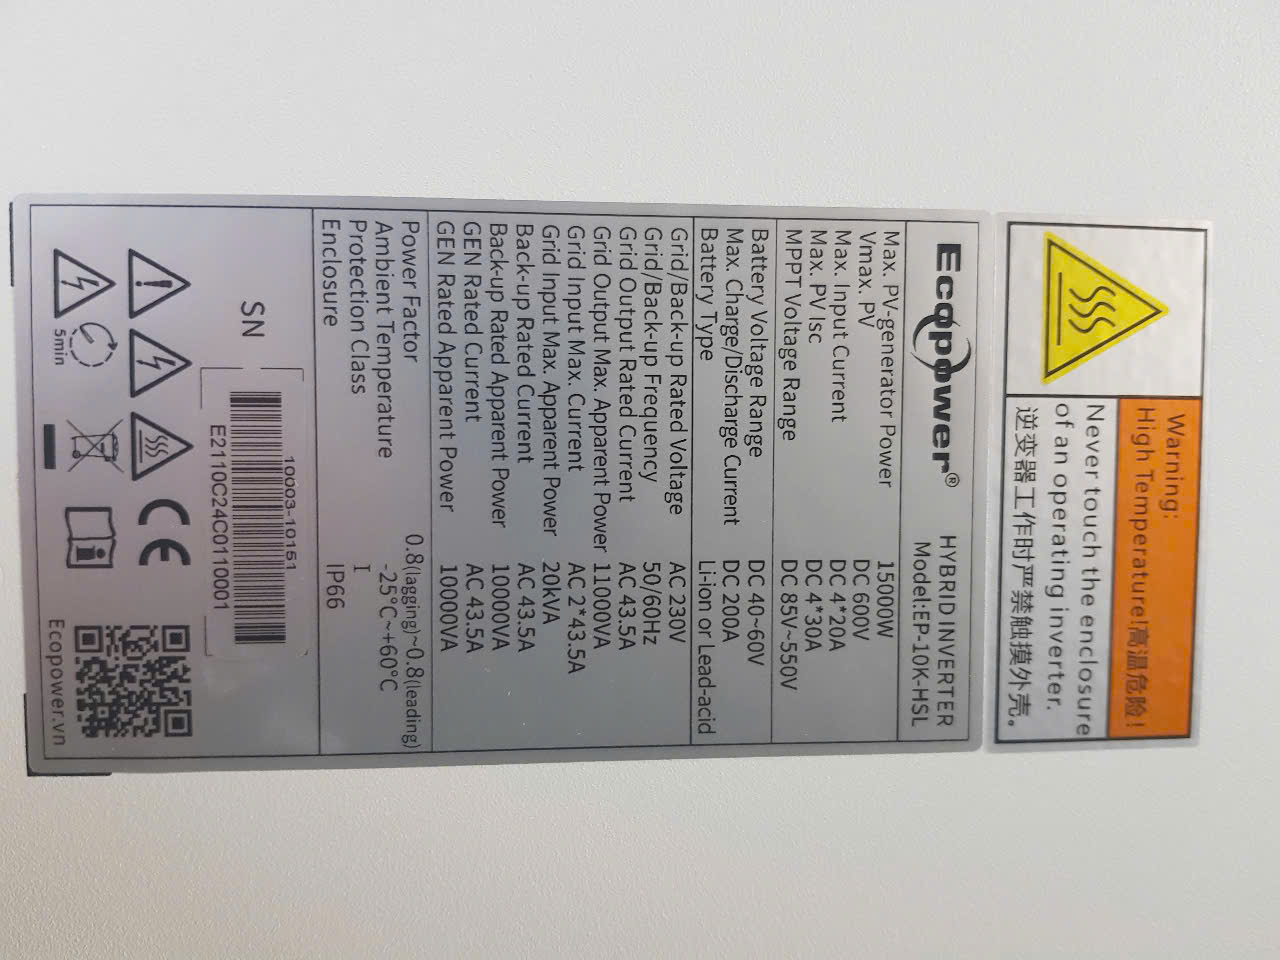 Warning:
High Temperature!高温危险!
Never touch the enclosure
of an operating inverter.
逆变器工作时严禁触摸外壳。
Ecopower®
HYBRID INVERTER
Model:EP-10K-HSL
Max. PV-generator Power 15000W
Vmax. PV DC 600V
Max. Input Current DC 4*20A
Max. PV Isc DC 4*30A
MPPT Voltage Range DC 85V~550V
Battery Voltage Range DC 40~60V
Max. Charge/Discharge Current DC 200A
Battery Type Li-ion or Lead-acid
Grid/Back-up Rated Voltage AC 230V
Grid/Back-up Frequency 50/60Hz
Grid Output Rated Current AC 43.5A
Grid Output Max. Apparent Power 11000VA
Grid Input Max. Current AC 2*43.5A
Grid Input Max. Apparent Power 20kVA
Back-up Rated Current AC 43.5A
Back-up Rated Apparent Power 10000VA
GEN Rated Current AC 43.5A
GEN Rated Apparent Power 10000VA
Power Factor 0.8(lagging)~0.8(leading)
Ambient Temperature -25°C~+60°C
Protection Class I
Enclosure IP66
10003-10151
SN
E2110C24C0110001
CE
5min
Ecopower.vn